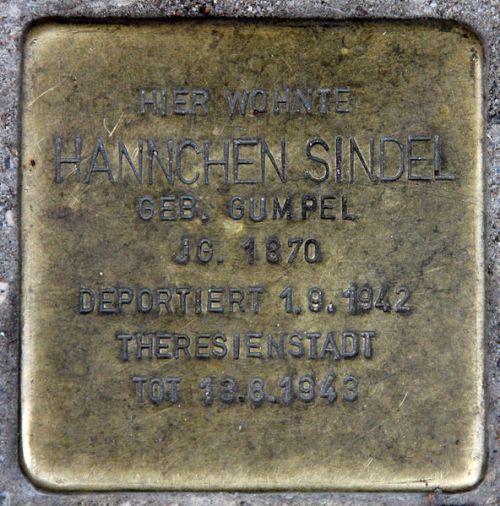 HIER WOHNTE
HANNCHEN SINDEL
GEB. GUMPEL
JG. 1870
DEPORTIERT 1.9.1942
THERESIENSTADT
TOT 13.8.1943